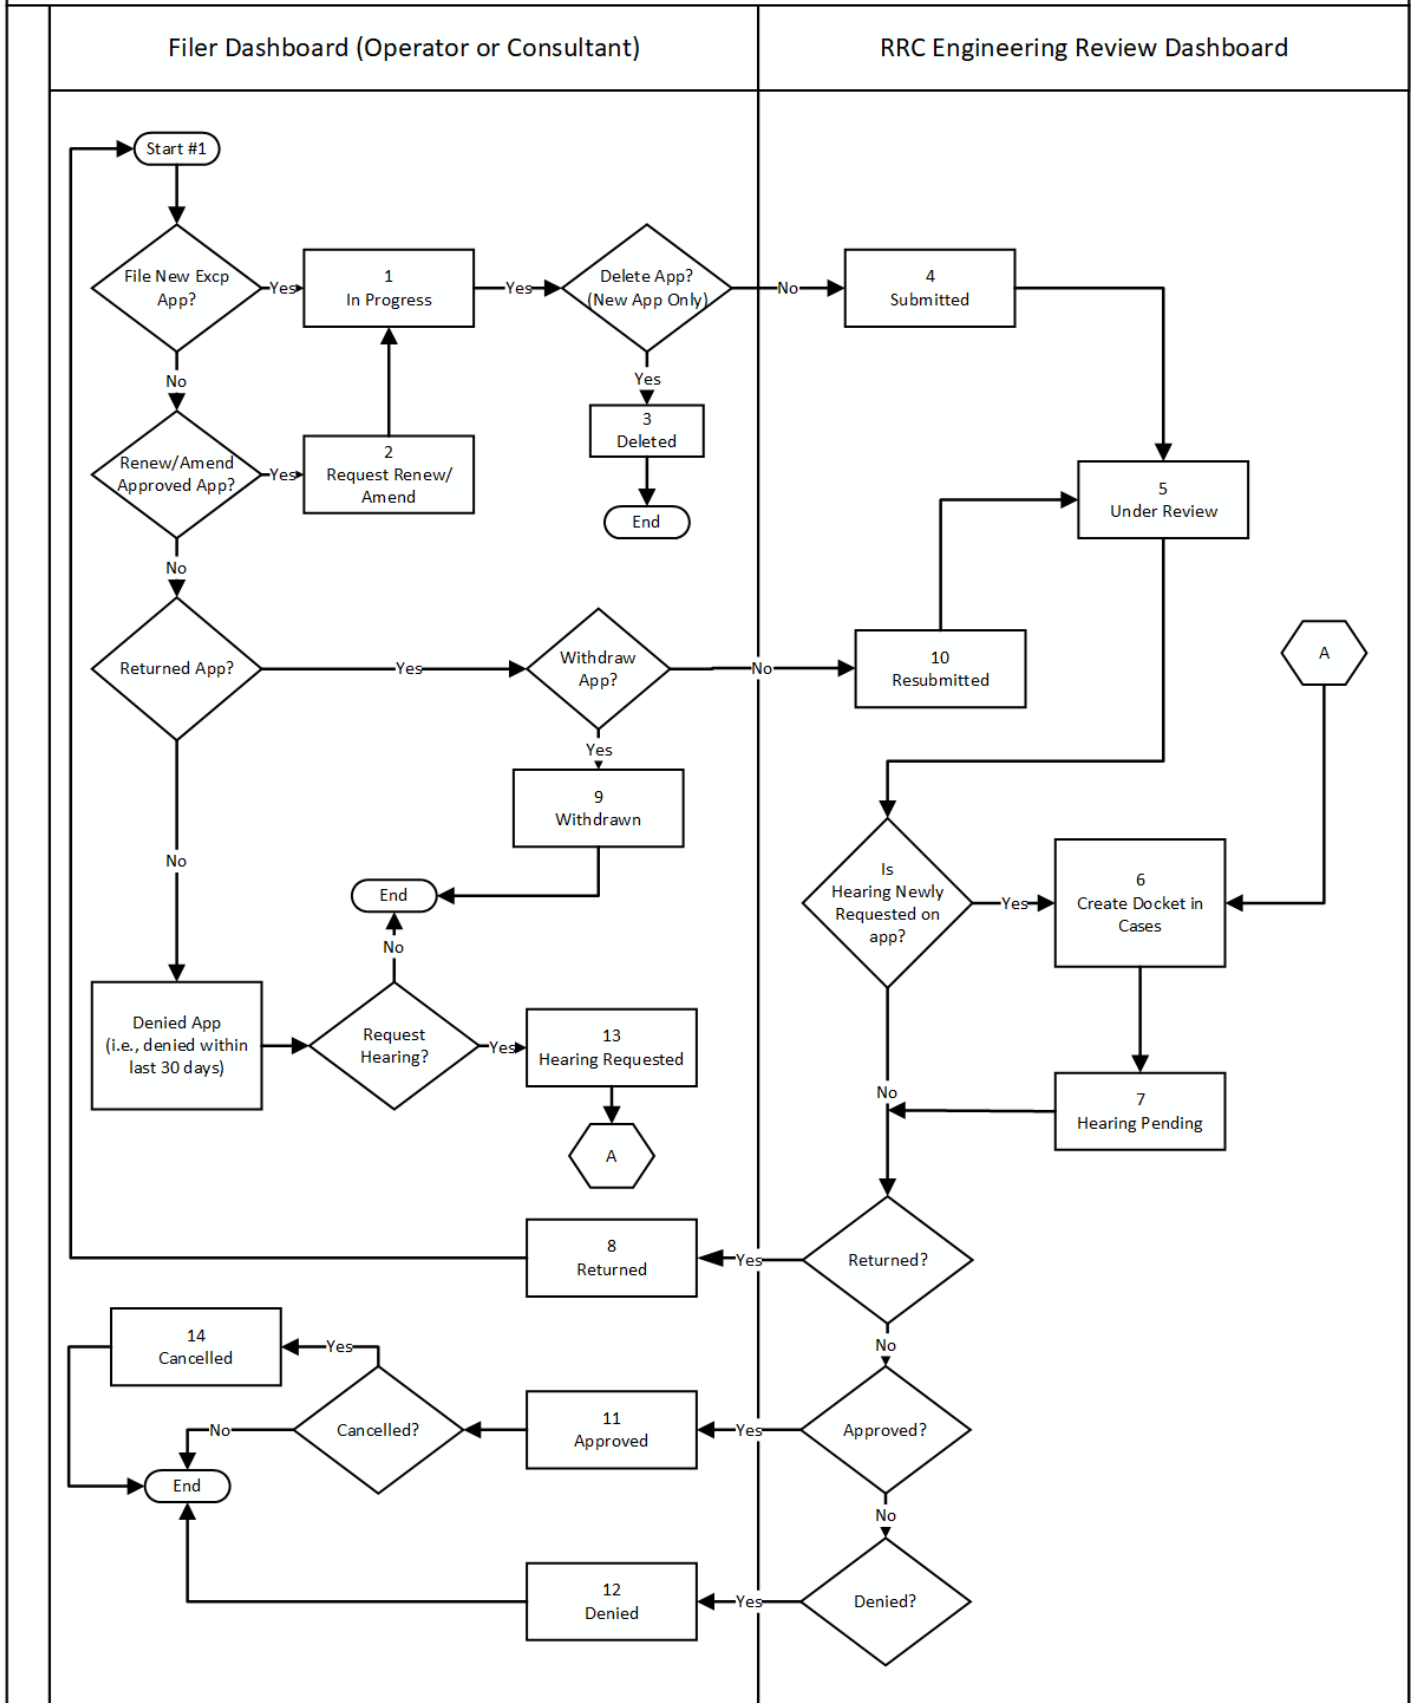 Filer Dashboard (Operator or Consultant)
RRC Engineering Review Dashboard
Start #1
File New Excp
App?
Yes
1
In Progress
Yes
Delete App?
(New App Only)
No
4
Submitted
No
Yes
3
Deleted
End
Renew/Amend
Approved App?
Yes
2
Request Renew/
Amend
5
Under Review
No
Returned App?
Yes
Withdraw
App?
No
10
Resubmitted
A
Yes
9
Withdrawn
No
End
No
Is
Hearing Newly
Requested on
app?
Yes
6
Create Docket in
Cases
Denied App
(i.e., denied within
last 30 days)
Request
Hearing?
Yes
13
Hearing Requested
A
No
7
Hearing Pending
8
Returned
Yes
Returned?
No
14
Cancelled
Yes
Cancelled?
No
End
11
Approved
Yes
Approved?
No
12
Denied
Yes
Denied?